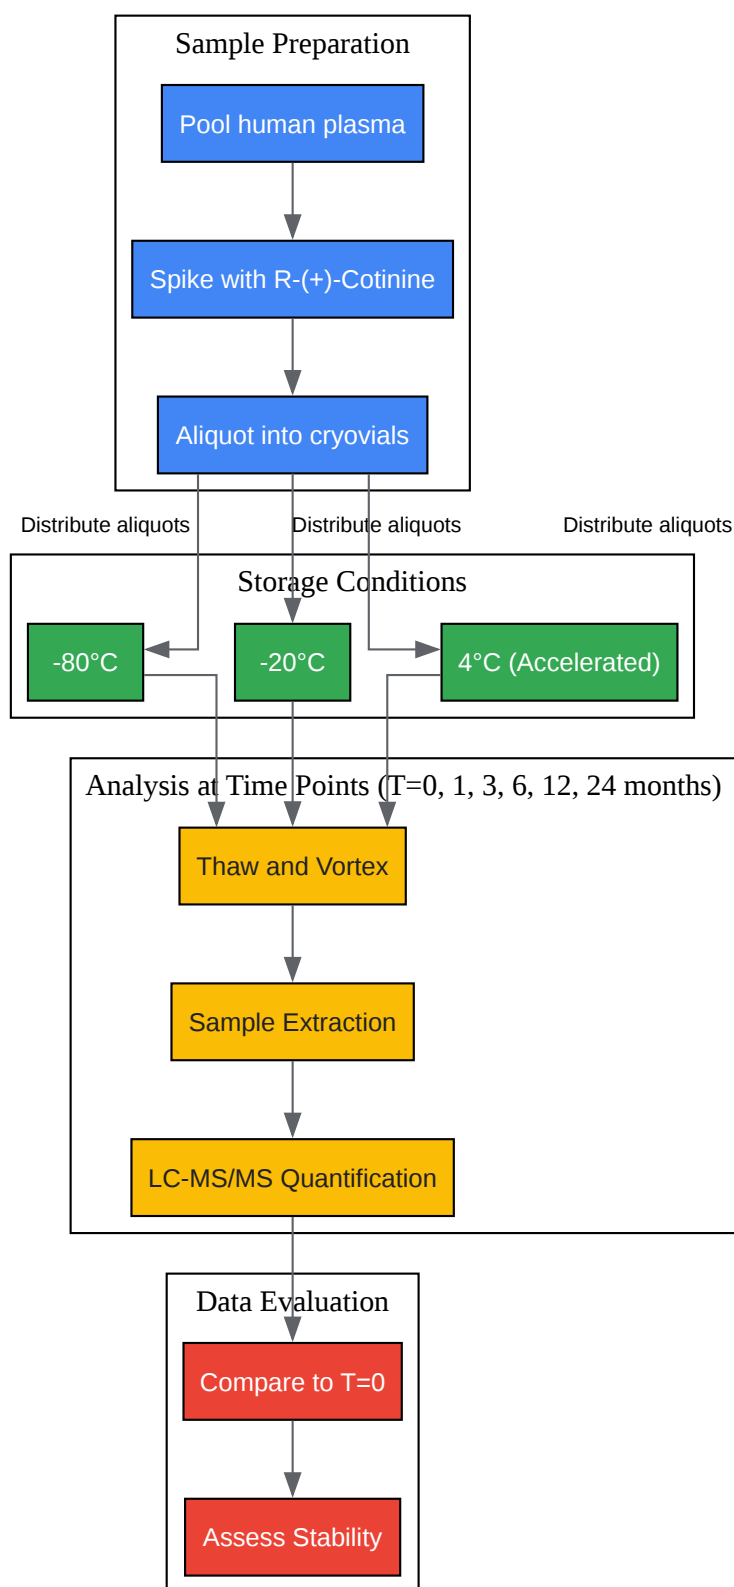 Sample Preparation
Pool human plasma
Spike with R-(+)-Cotinine
Aliquot into cryovials
Distribute aliquots
Distribute aliquots
Distribute aliquots
Storage Conditions
-80°C
-20°C
4°C (Accelerated)
Analysis at Time Points (T=0, 1, 3, 6, 12, 24 months)
Thaw and Vortex
Sample Extraction
LC-MS/MS Quantification
Data Evaluation
Compare to T=0
Assess Stability